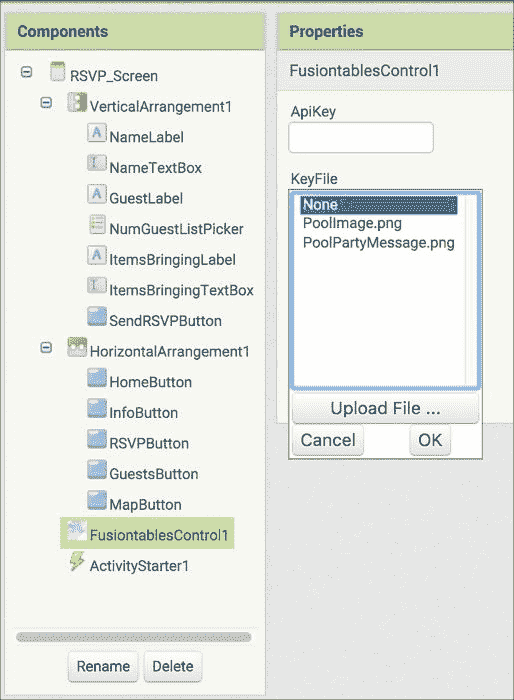 Components
RSVP_Screen
VerticalArrangement1
NameLabel
NameTextBox
GuestLabel
NumGuestListPicker
ItemsBringingLabel
ItemsBringingTextBox
SendRSVPButton
HorizontalArrangement1
HomeButton
InfoButton
RSVPButton
GuestsButton
MapButton
FusiontablesControl1
ActivityStarter1
Rename Delete
Properties
FusiontablesControl1
ApiKey
KeyFile
None
PoolImage.png
PoolPartyMessage.png
Upload File ...
Cancel OK